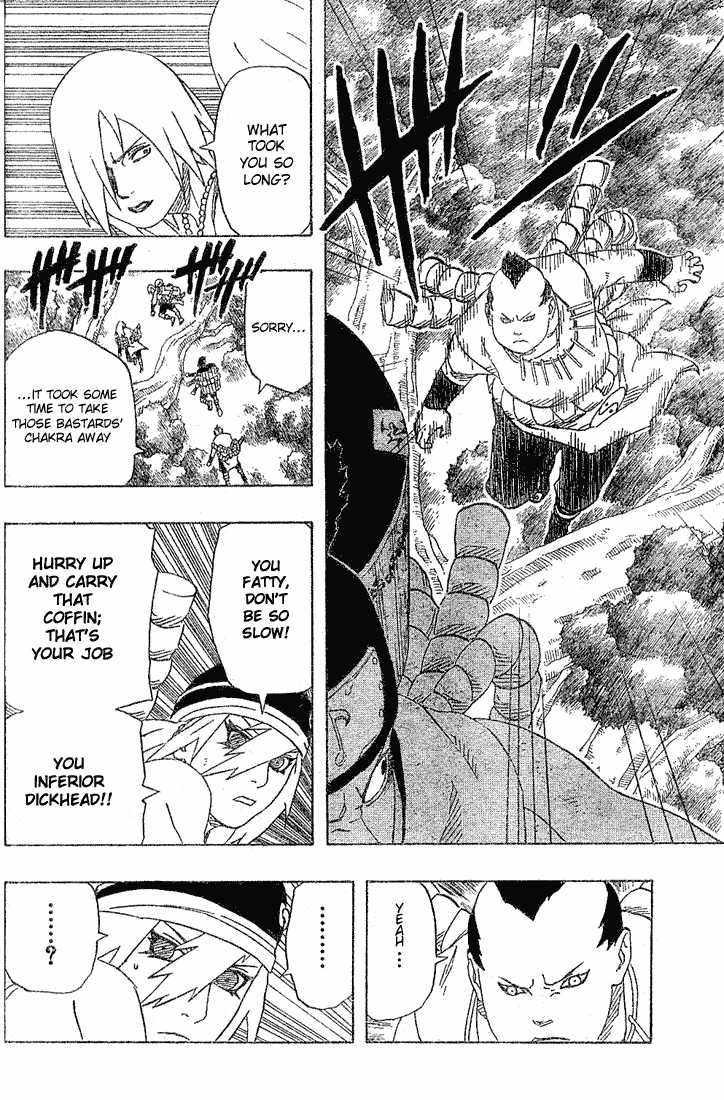 WHAT
TOOK
YOU SO
LONG?
SORRY...
...IT TOOK SOME
TIME TO TAKE
THOSE BASTARDS'
CHAKRA AWAY
YOU
FATTY,
DON'T
BE SO
SLOW!
HURRY UP
AND CARRY
THAT
COFFIN;
THAT'S
YOUR JOB
YOU
INFERIOR
DICKHEAD!!
YEAH...
........
......?